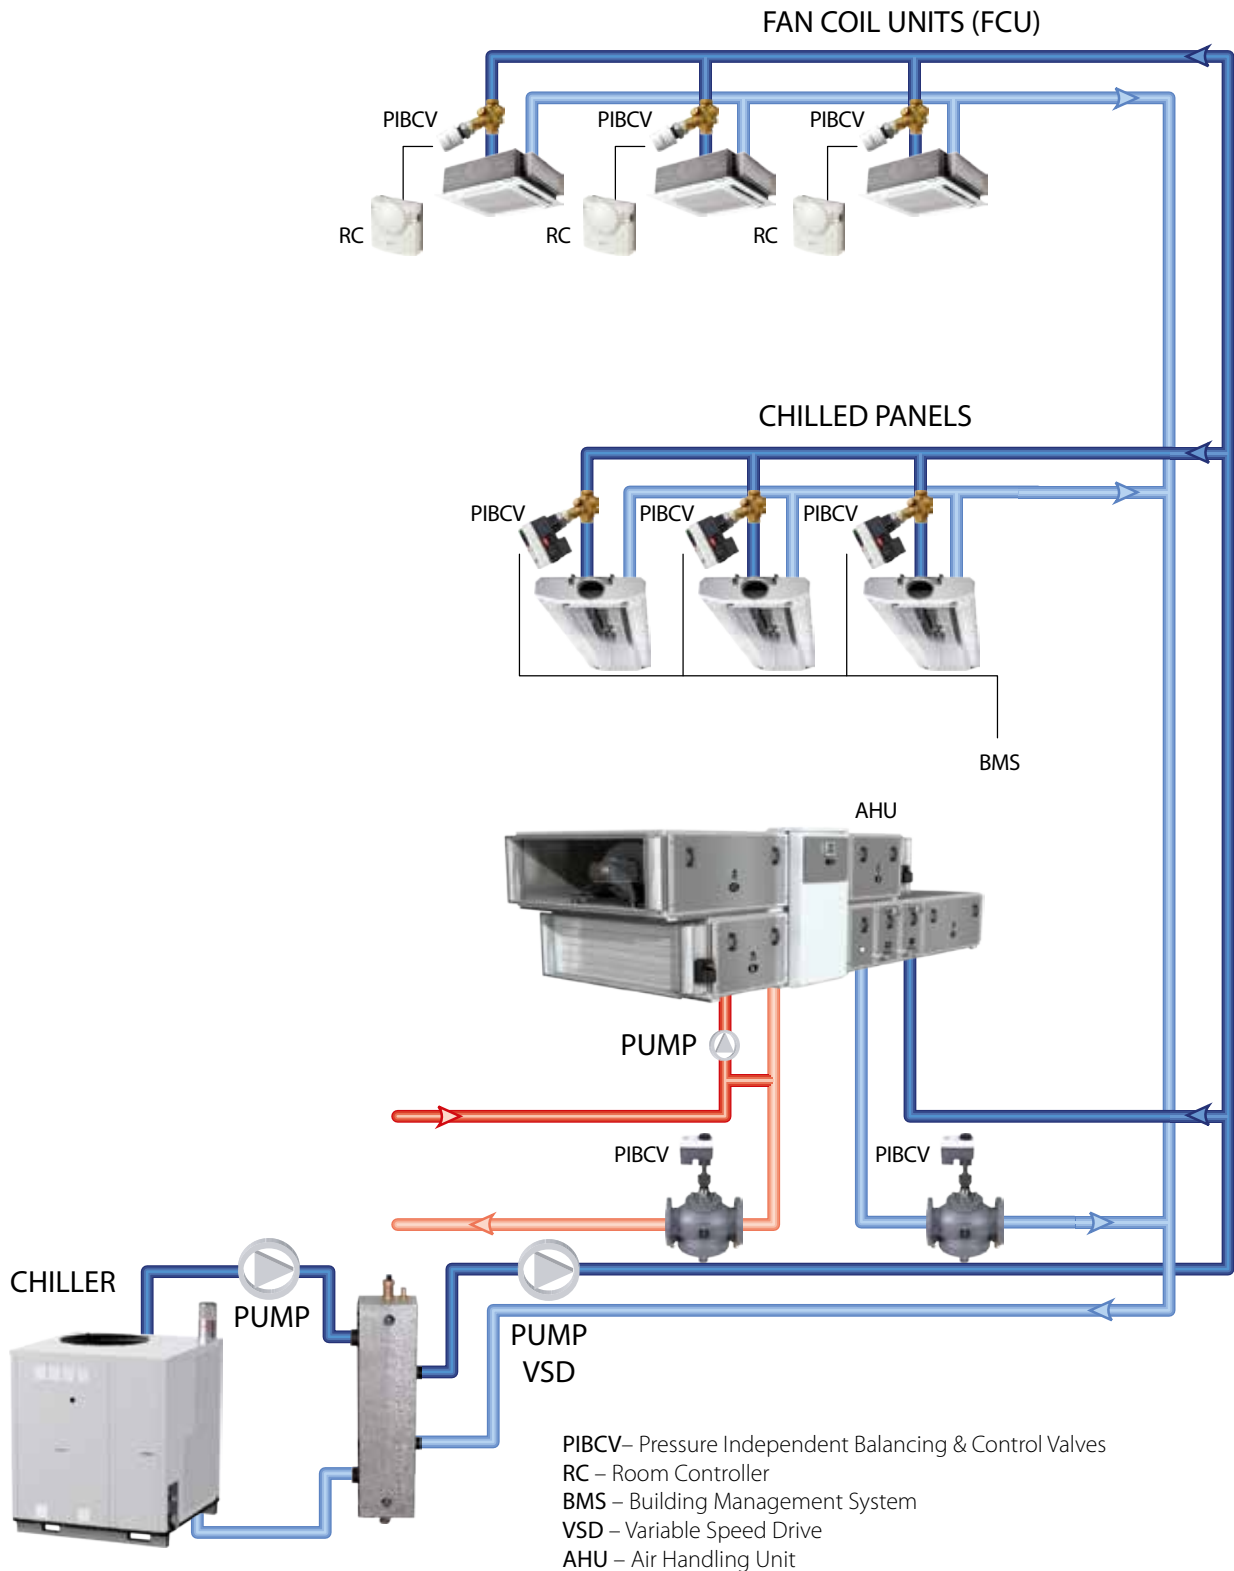 FAN COIL UNITS (FCU)
PIBCV
PIBCV
PIBCV
RC
RC
RC
CHILLED PANELS
PIBCV
PIBCV
PIBCV
BMS
AHU
PUMP
PIBCV
PIBCV
CHILLER
PUMP
PUMP
VSD
PIBCV– Pressure Independent Balancing & Control Valves
RC – Room Controller
BMS – Building Management System
VSD – Variable Speed Drive
AHU – Air Handling Unit